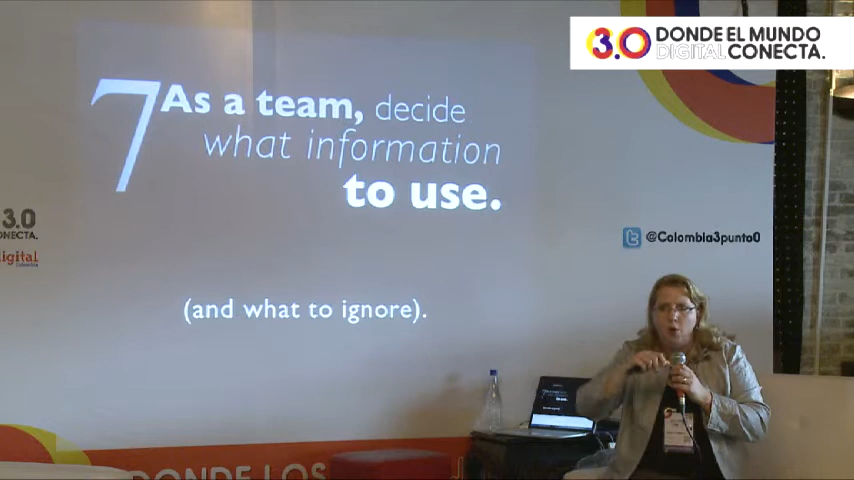 3.0 DONDE EL MUNDO
DIGITAL CONECTA.
7 As a team, decide
what information
to use.
(and what to ignore).
3.0
CONECTA.
igital
@Colombia3punto0
DONDE LOS